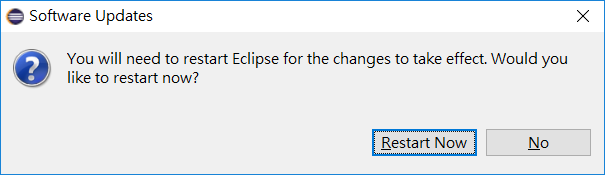 Software Updates
You will need to restart Eclipse for the changes to take effect. Would you
like to restart now?
Restart Now
No